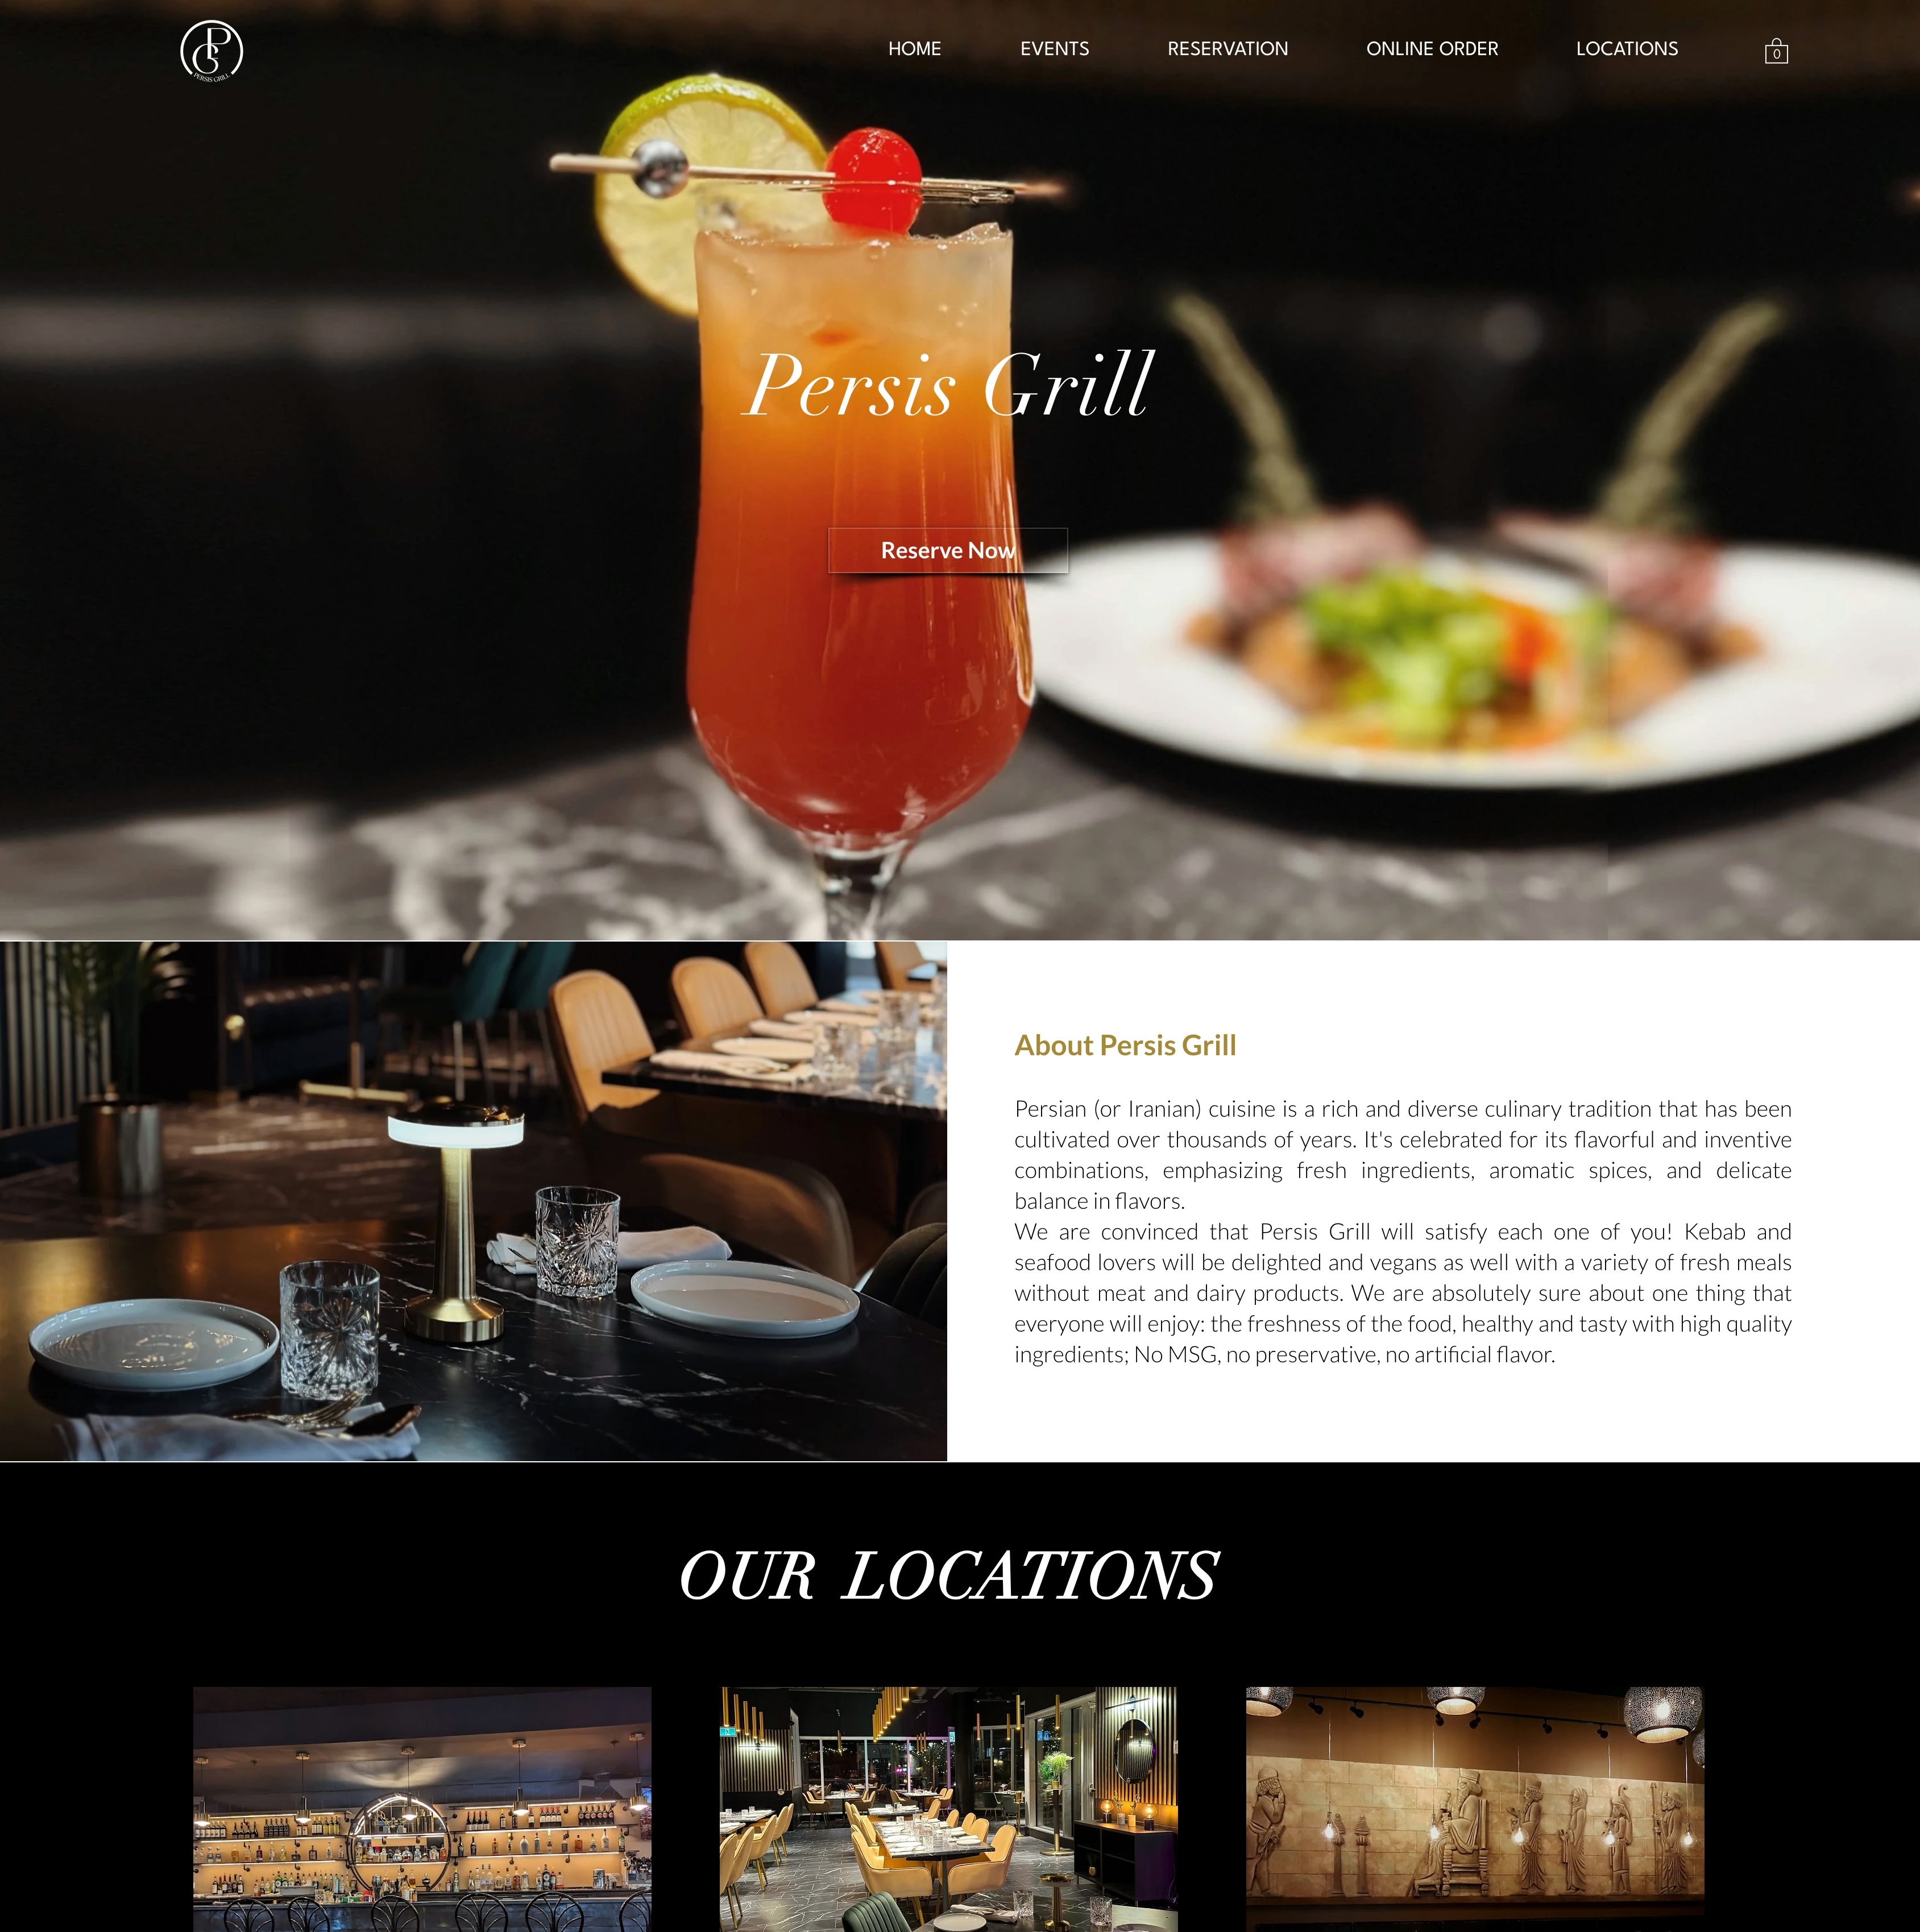 PG
PERSIS GRILL
HOME EVENTS RESERVATION ONLINE ORDER LOCATIONS 0
Persis Grill
Reserve Now
About Persis Grill
Persian (or Iranian) cuisine is a rich and diverse culinary tradition that has been
cultivated over thousands of years. It's celebrated for its flavorful and inventive
combinations, emphasizing fresh ingredients, aromatic spices, and delicate
balance in flavors.
We are convinced that Persis Grill will satisfy each one of you! Kebab and
seafood lovers will be delighted and vegans as well with a variety of fresh meals
without meat and dairy products. We are absolutely sure about one thing that
everyone will enjoy: the freshness of the food, healthy and tasty with high quality
ingredients; No MSG, no preservative, no artificial flavor.
OUR LOCATIONS